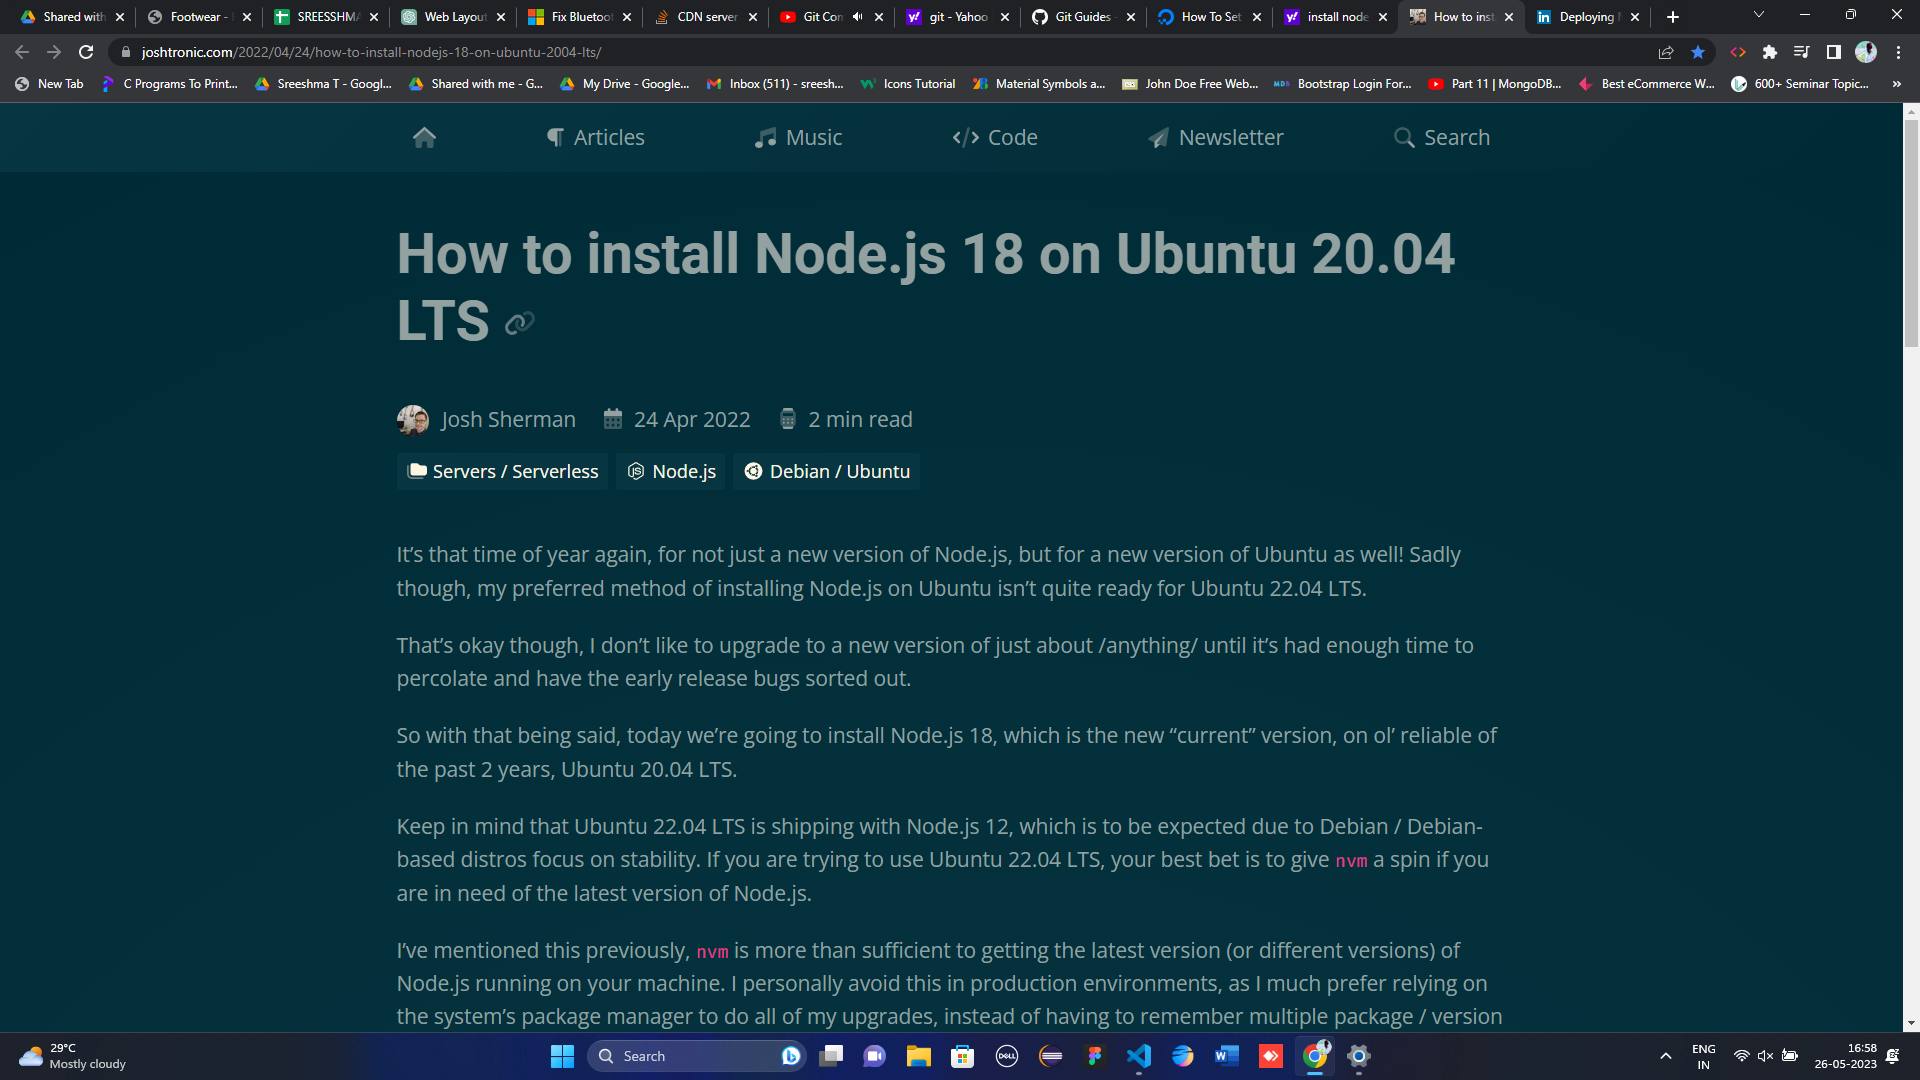 Shared with
Footwear -
SREESSHMA
Web Layout
Fix Bluetoo
CDN server
Git Con
git - Yahoo
Git Guides -
How To Set
install node
How to inst
Deploying
joshtronic.com/2022/04/24/how-to-install-nodejs-18-on-ubuntu-2004-lts/
New Tab
C Programs To Print...
Sreeshma T - Googl...
Shared with me - G...
My Drive - Google...
Inbox (511) - sreesh...
Icons Tutorial
Material Symbols a...
John Doe Free Web...
Bootstrap Login For...
Part 11 | MongoDB...
Best eCommerce W...
600+ Seminar Topic...
Articles
Music
Code
Newsletter
Search
How to install Node.js 18 on Ubuntu 20.04
LTS
Josh Sherman 24 Apr 2022 2 min read
Servers / Serverless Node.js Debian / Ubuntu
It’s that time of year again, for not just a new version of Node.js, but for a new version of Ubuntu as well! Sadly
though, my preferred method of installing Node.js on Ubuntu isn’t quite ready for Ubuntu 22.04 LTS.
That’s okay though, I don’t like to upgrade to a new version of just about /anything/ until it’s had enough time to
percolate and have the early release bugs sorted out.
So with that being said, today we’re going to install Node.js 18, which is the new “current” version, on ol’ reliable of
the past 2 years, Ubuntu 20.04 LTS.
Keep in mind that Ubuntu 22.04 LTS is shipping with Node.js 12, which is to be expected due to Debian / Debian-
based distros focus on stability. If you are trying to use Ubuntu 22.04 LTS, your best bet is to give nvm a spin if you
are in need of the latest version of Node.js.
I’ve mentioned this previously, nvm is more than sufficient to getting the latest version (or different versions) of
Node.js running on your machine. I personally avoid this in production environments, as I much prefer relying on
the system’s package manager to do all of my upgrades, instead of having to remember multiple package / version
29°C
Mostly cloudy
Search
DELL
ENG
IN
16:58
26-05-2023